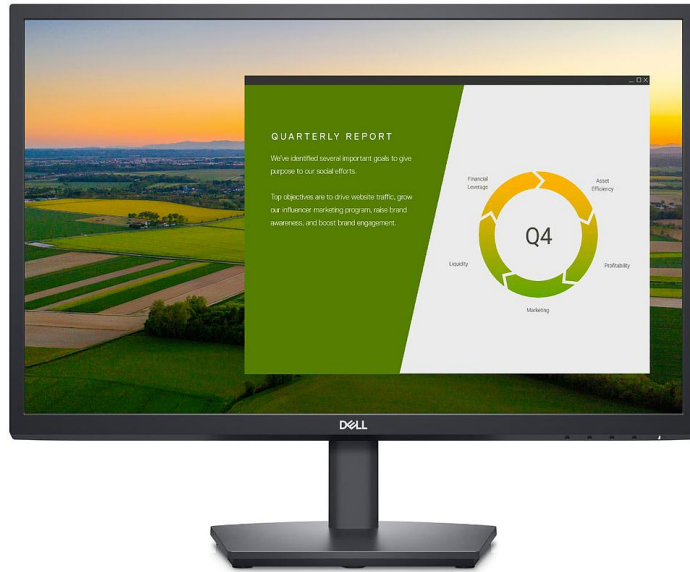 QUARTERLY REPORT
We've identified several important goals to give
purpose to our social efforts.
Top objectives are to drive website traffic, grow
our influencer marketing program, raise brand
awareness, and boost brand engagement.
Financial
Leverage
Asset
Efficiency
Q4
Liquidity
Profitability
Marketing
DELL